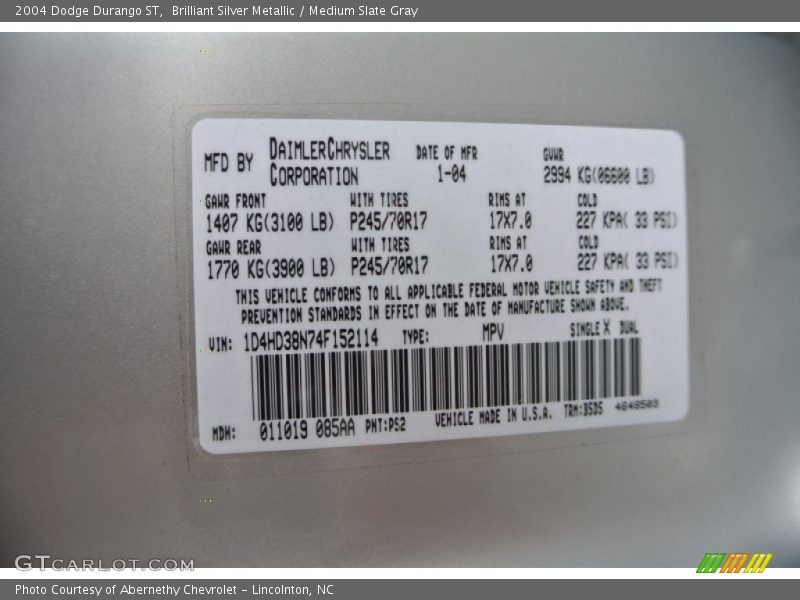 2004 Dodge Durango ST,  Brilliant Silver Metallic / Medium Slate Gray
MFD BY DAIMLERCHRYSLER CORPORATION DATE OF MFR 1-04 GVWR 2994 KG(06600 LB)
GAWR FRONT WITH TIRES RIMS AT COLD
1407 KG(3100 LB) P245/70R17 17X7.0 227 KPA( 33 PSI)
GAWR REAR WITH TIRES RIMS AT COLD
1770 KG(3900 LB) P245/70R17 17X7.0 227 KPA( 33 PSI)
THIS VEHICLE CONFORMS TO ALL APPLICABLE FEDERAL MOTOR VEHICLE SAFETY AND THEFT
PREVENTION STANDARDS IN EFFECT ON THE DATE OF MANUFACTURE SHOWN ABOVE.
VIN: 1D4HD38N74F152114 TYPE: MPV SINGLE X DUAL
MDH: 011019 085AA PNT:PS2 VEHICLE MADE IN U.S.A. TRM:BSDS 4648503
GTCARLOT.COM
Photo Courtesy of Abernethy Chevrolet – Lincolnton, NC